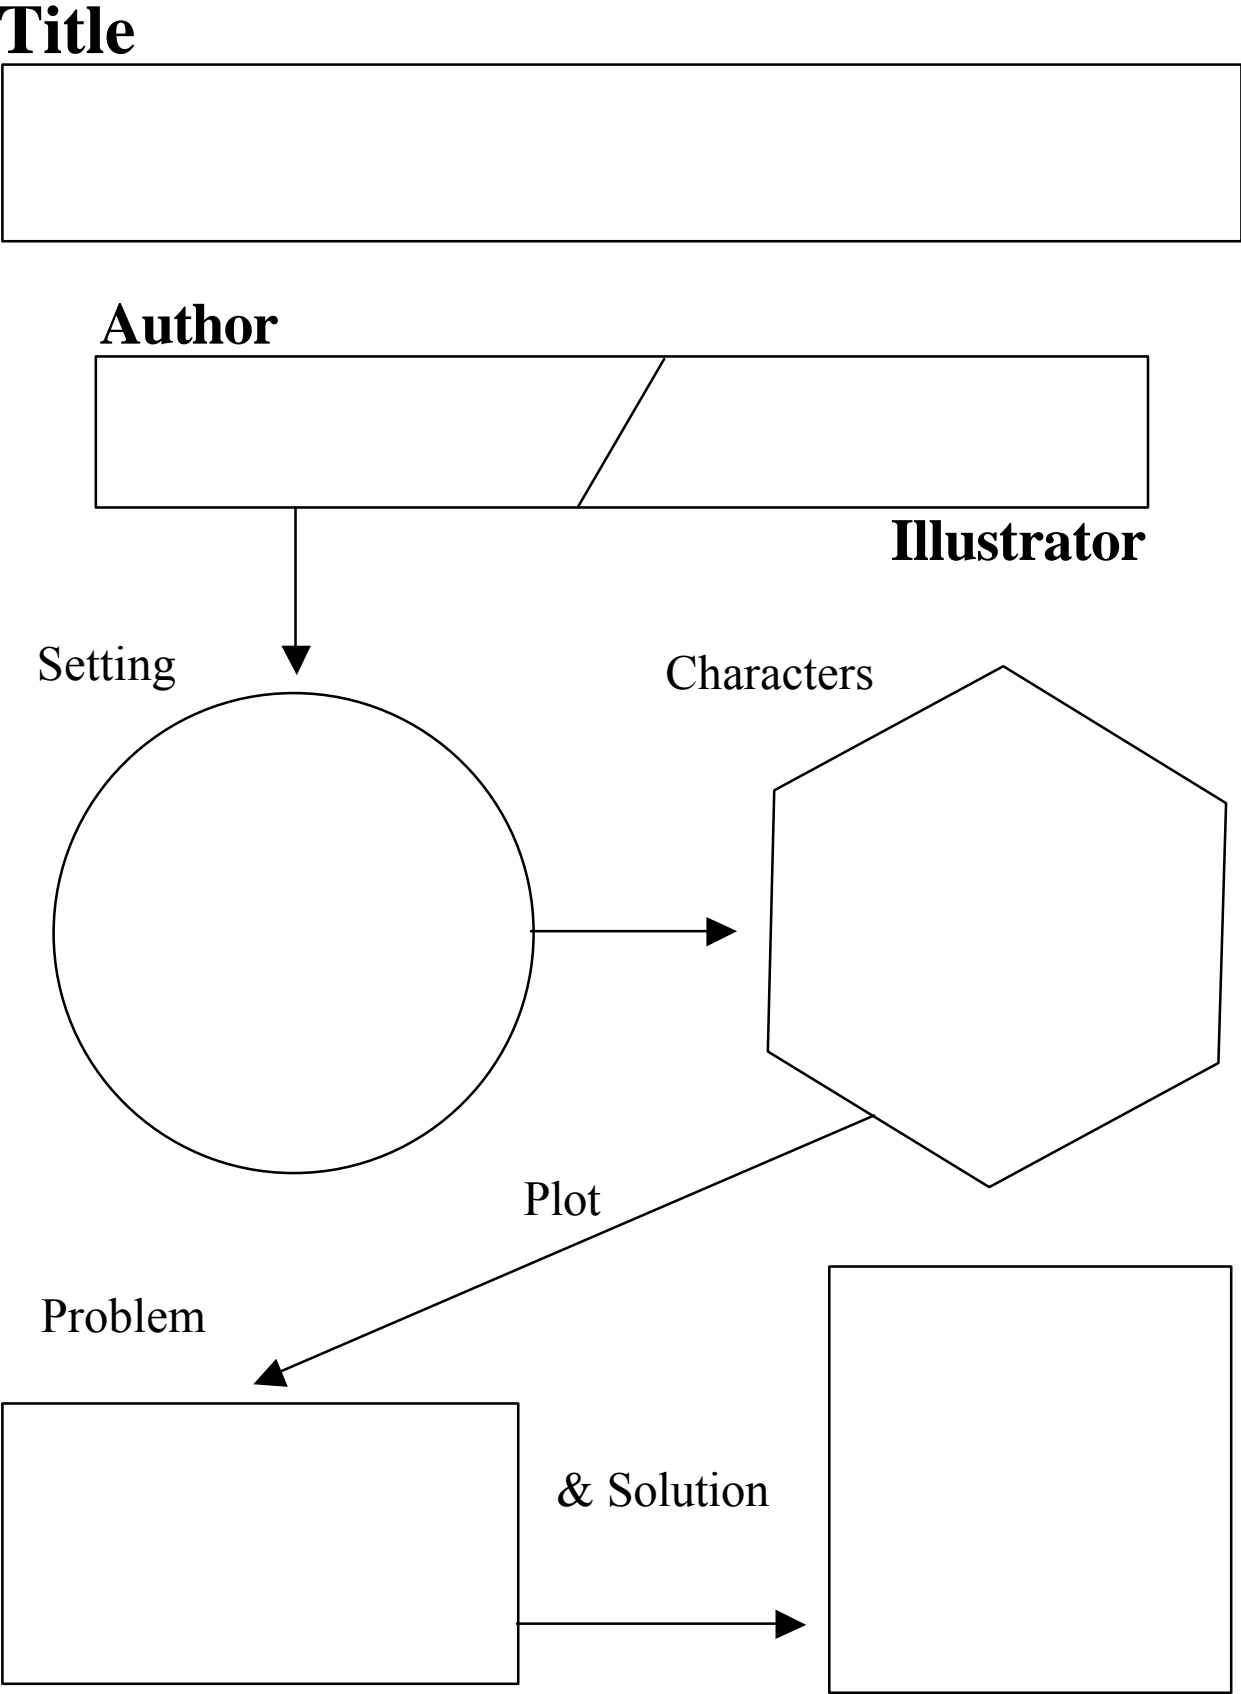 Title
Author
Illustrator
Setting
Characters
Plot
Problem
& Solution